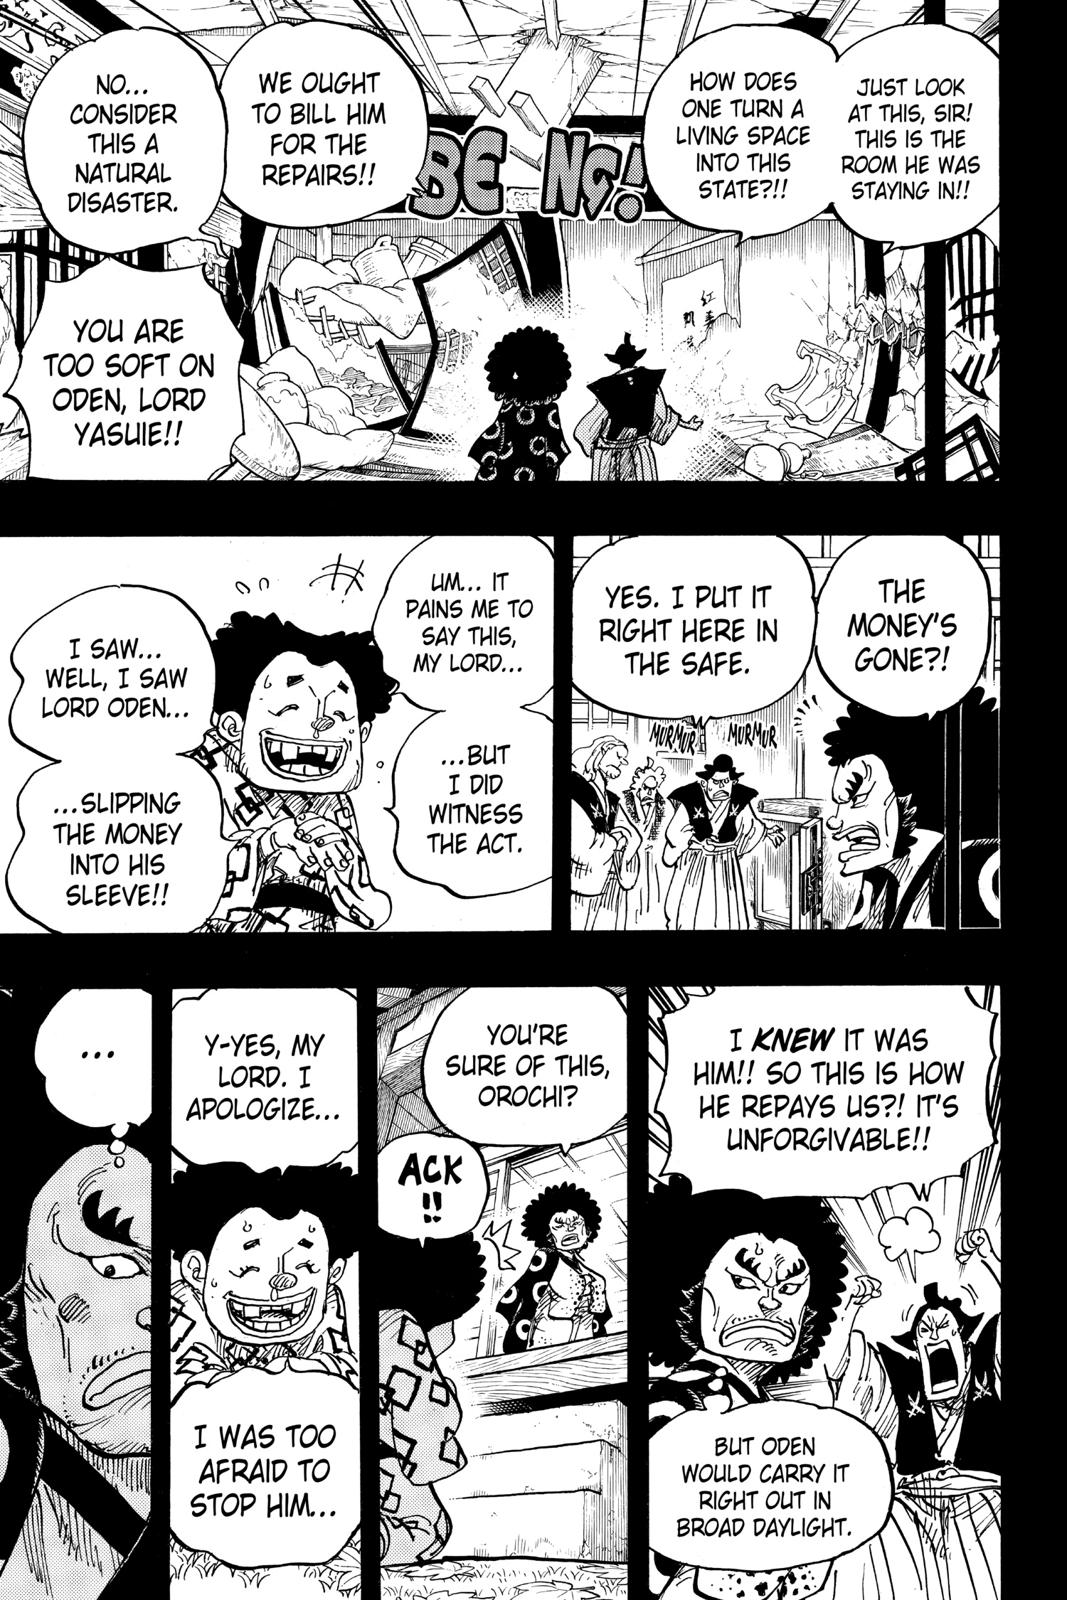 JUST LOOK
AT THIS, SIR!
THIS IS THE
ROOM HE WAS
STAYING IN!!
HOW DOES
ONE TURN A
LIVING SPACE
INTO THIS
STATE?!!
WE OUGHT
TO BILL HIM
FOR THE
REPAIRS!!
NO...
CONSIDER
THIS A
NATURAL
DISASTER.
YOU ARE
TOO SOFT ON
ODEN, LORD
YASUIE!!
THE
MONEY'S
GONE?!
YES. I PUT IT
RIGHT HERE IN
THE SAFE.
MURMUR
MURMUR
UM... IT
PAINS ME TO
SAY THIS,
MY LORD...
...BUT
I DID
WITNESS
THE ACT.
I SAW...
WELL, I SAW
LORD ODEN...
...SLIPPING
THE MONEY
INTO HIS
SLEEVE!!
I KNEW IT WAS
HIM!! SO THIS IS HOW
HE REPAYS US?! IT'S
UNFORGIVABLE!!
BUT ODEN
WOULD CARRY IT
RIGHT OUT IN
BROAD DAYLIGHT.
YOU'RE
SURE OF THIS,
OROCHI?
ACK
!!
Y-YES, MY
LORD. I
APOLOGIZE...
I WAS TOO
AFRAID TO
STOP HIM...
...